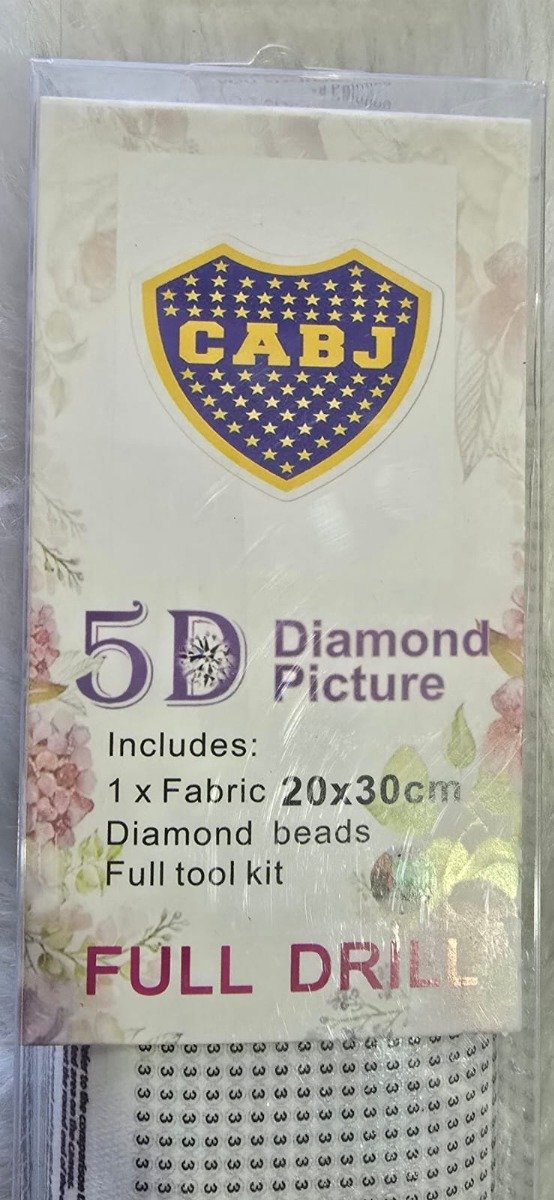 CABJ
5D Diamond
Picture
Includes:
1 x Fabric 20x30cm
Diamond beads
Full tool kit
FULL DRILL